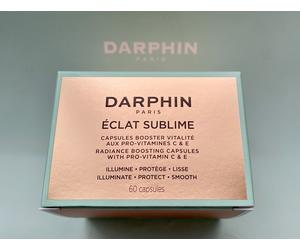 DARPHIN
PARIS
DARPHIN
PARIS
ÉCLAT SUBLIME
CAPSULES BOOSTER VITALITÉ
AUX PRO-VITAMINES C & E
RADIANCE BOOSTING CAPSULES
WITH PRO-VITAMIN C & E
ILLUMINE • PROTÈGE • LISSE
ILLUMINATE • PROTECT • SMOOTH
60 capsules